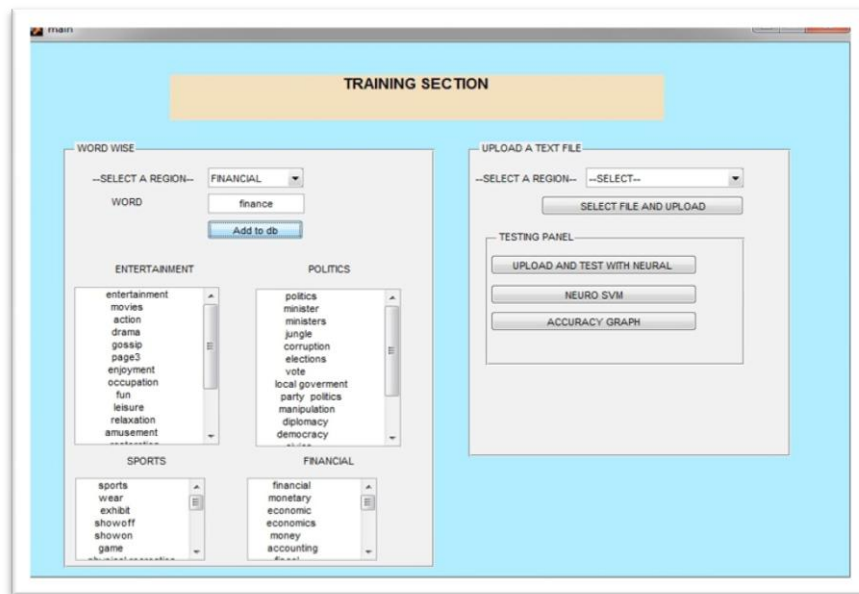 main
TRAINING SECTION
WORD WISE
--SELECT A REGION-- FINANCIAL
WORD finance
Add to db
ENTERTAINMENT
entertainment
movies
action
drama
gossip
page3
enjoyment
occupation
fun
leisure
relaxation
amusement
POLITICS
politics
minister
ministers
jungle
corruption
elections
vote
local goverment
party politics
manipulation
diplomacy
democracy
SPORTS
sports
wear
exhibit
showoff
showon
game
FINANCIAL
financial
monetary
economic
economics
money
accounting
UPLOAD A TEXT FILE
--SELECT A REGION-- --SELECT--
SELECT FILE AND UPLOAD
TESTING PANEL
UPLOAD AND TEST WITH NEURAL
NEURO SVM
ACCURACY GRAPH